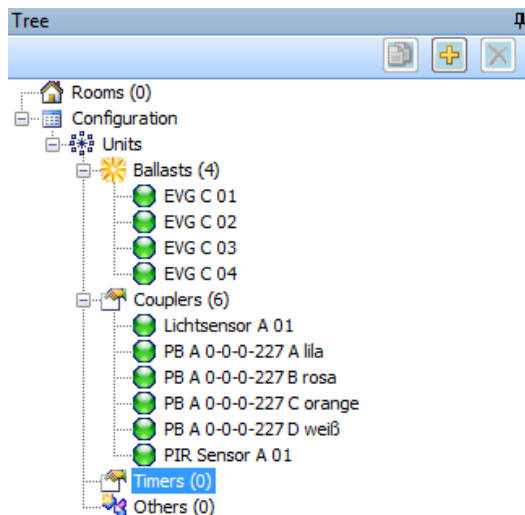 Tree
Rooms (0)
Configuration
Units
Ballasts (4)
EVG C 01
EVG C 02
EVG C 03
EVG C 04
Couplers (6)
Lichtsensor A 01
PB A 0-0-0-227 A lila
PB A 0-0-0-227 B rosa
PB A 0-0-0-227 C orange
PB A 0-0-0-227 D weiß
PIR Sensor A 01
Timers (0)
Others (0)